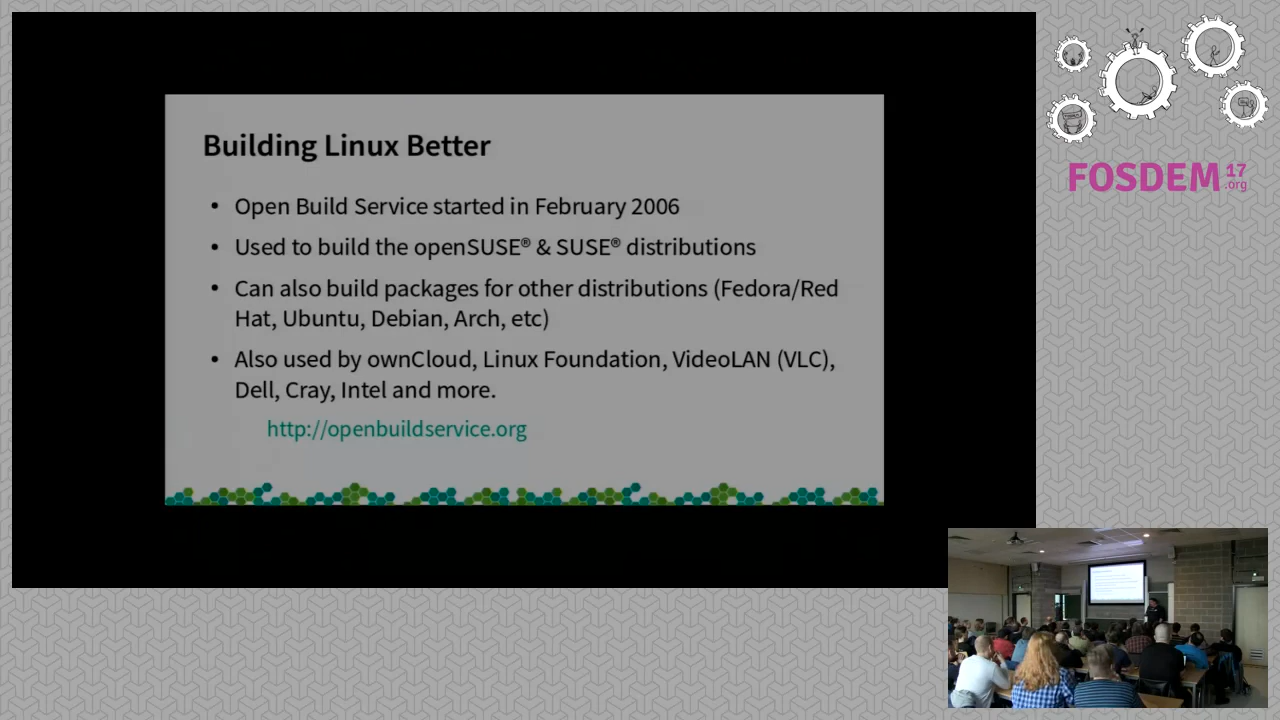 Building Linux Better
• Open Build Service started in February 2006
• Used to build the openSUSE® & SUSE® distributions
• Can also build packages for other distributions (Fedora/Red
Hat, Ubuntu, Debian, Arch, etc)
• Also used by ownCloud, Linux Foundation, VideoLAN (VLC),
Dell, Cray, Intel and more.
http://openbuildservice.org
FOSDEM 17
.org